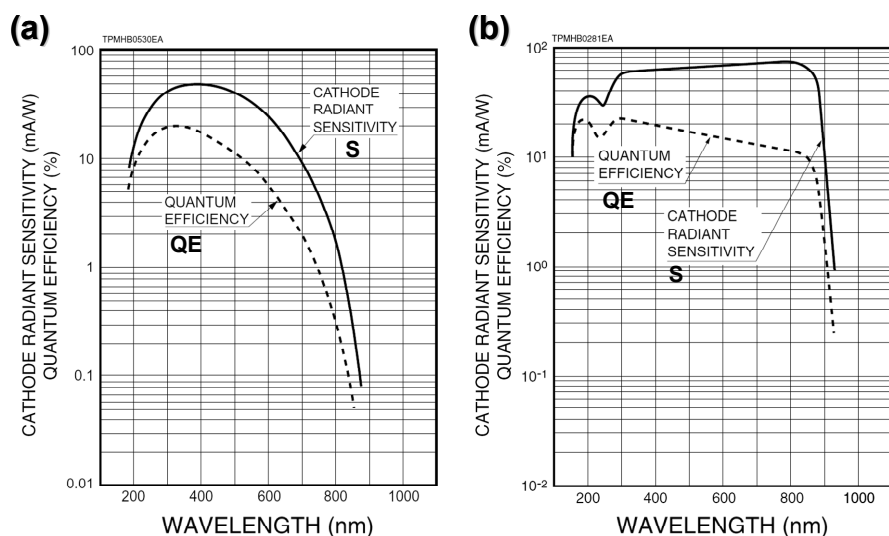 (a)
TPMHB0530EA
CATHODE RADIANT SENSITIVITY (mA/W)
QUANTUM EFFICIENCY (%)
100
10
1
0.1
0.01
CATHODE
RADIANT
SENSITIVITY
S
QUANTUM
EFFICIENCY
QE
200 400 600 800 1000
WAVELENGTH (nm)
(b)
TPMHB0281EA
CATHODE RADIANT SENSITIVITY (mA/W)
QUANTUM EFFICIENCY (%)
10²
10¹
10⁰
10⁻¹
10⁻²
QUANTUM
EFFICIENCY
QE
CATHODE
RADIANT
SENSITIVITY
S
200 400 600 800 1000
WAVELENGTH (nm)